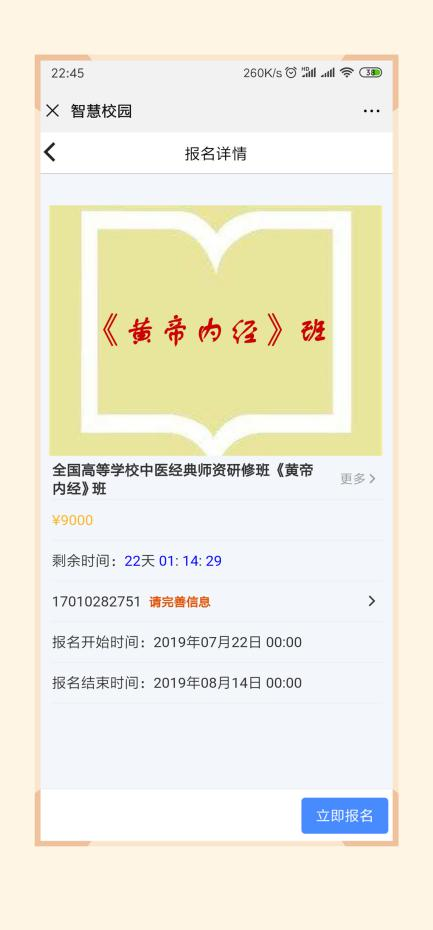 22:45
260K/s HD 38
智慧校园
报名详情
《黄帝内经》班
全国高等学校中医经典师资研修班《黄帝
内经》班
更多
¥9000
剩余时间：22天 01: 14: 29
17010282751 请完善信息
报名开始时间：2019年07月22日 00:00
报名结束时间：2019年08月14日 00:00
立即报名